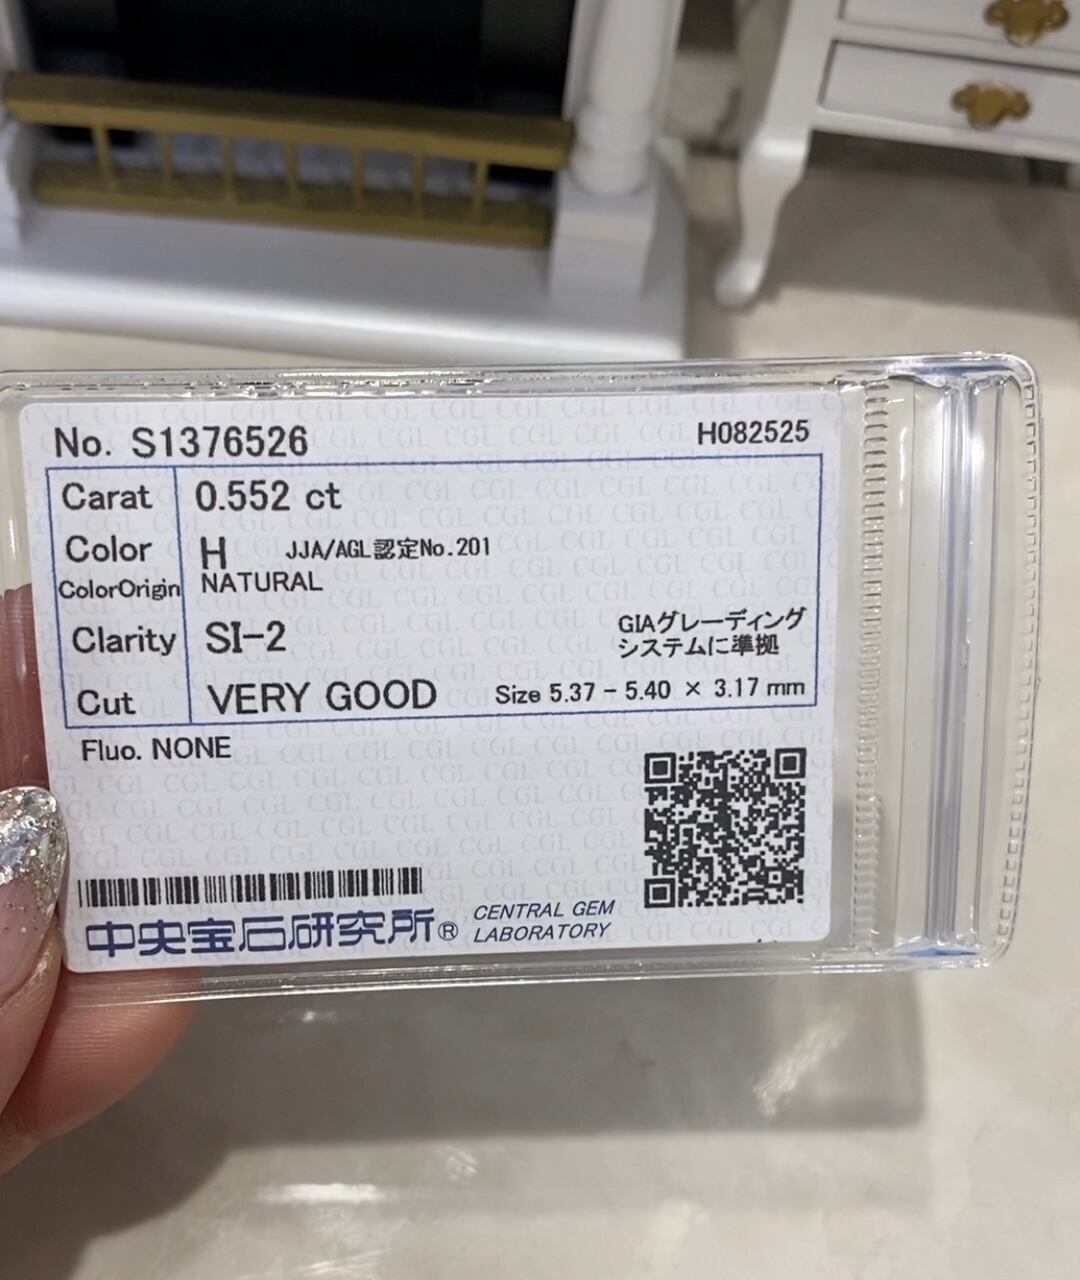 No. S1376526
H082525
Carat 0.552 ct
Color H JJA/AGL認定No.201
ColorOrigin NATURAL
Clarity SI-2
GIAグレーディング
システムに準拠
Cut VERY GOOD Size 5.37 - 5.40 × 3.17 mm
Fluo. NONE
中央宝石研究所® CENTRAL GEM
LABORATORY